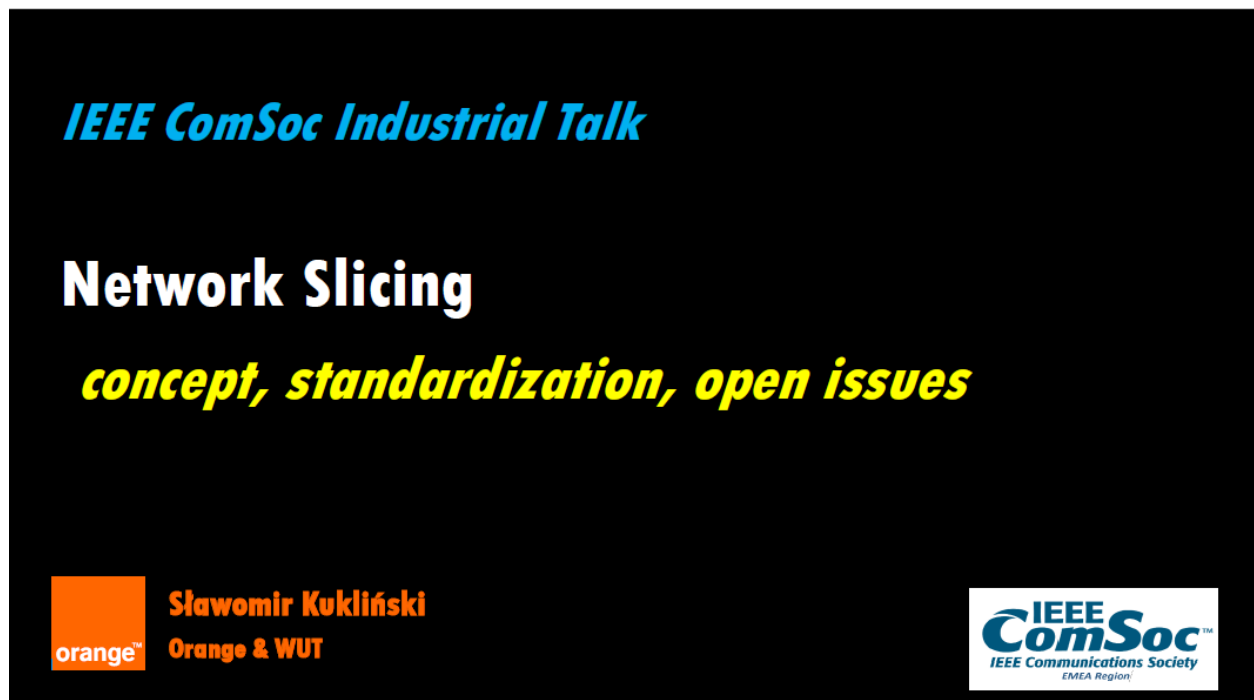 IEEE ComSoc Industrial Talk
Network Slicing
concept, standardization, open issues
Sławomir Kukliński
Orange & WUT
orange™
IEEE
ComSoc™
IEEE Communications Society
EMEA Region